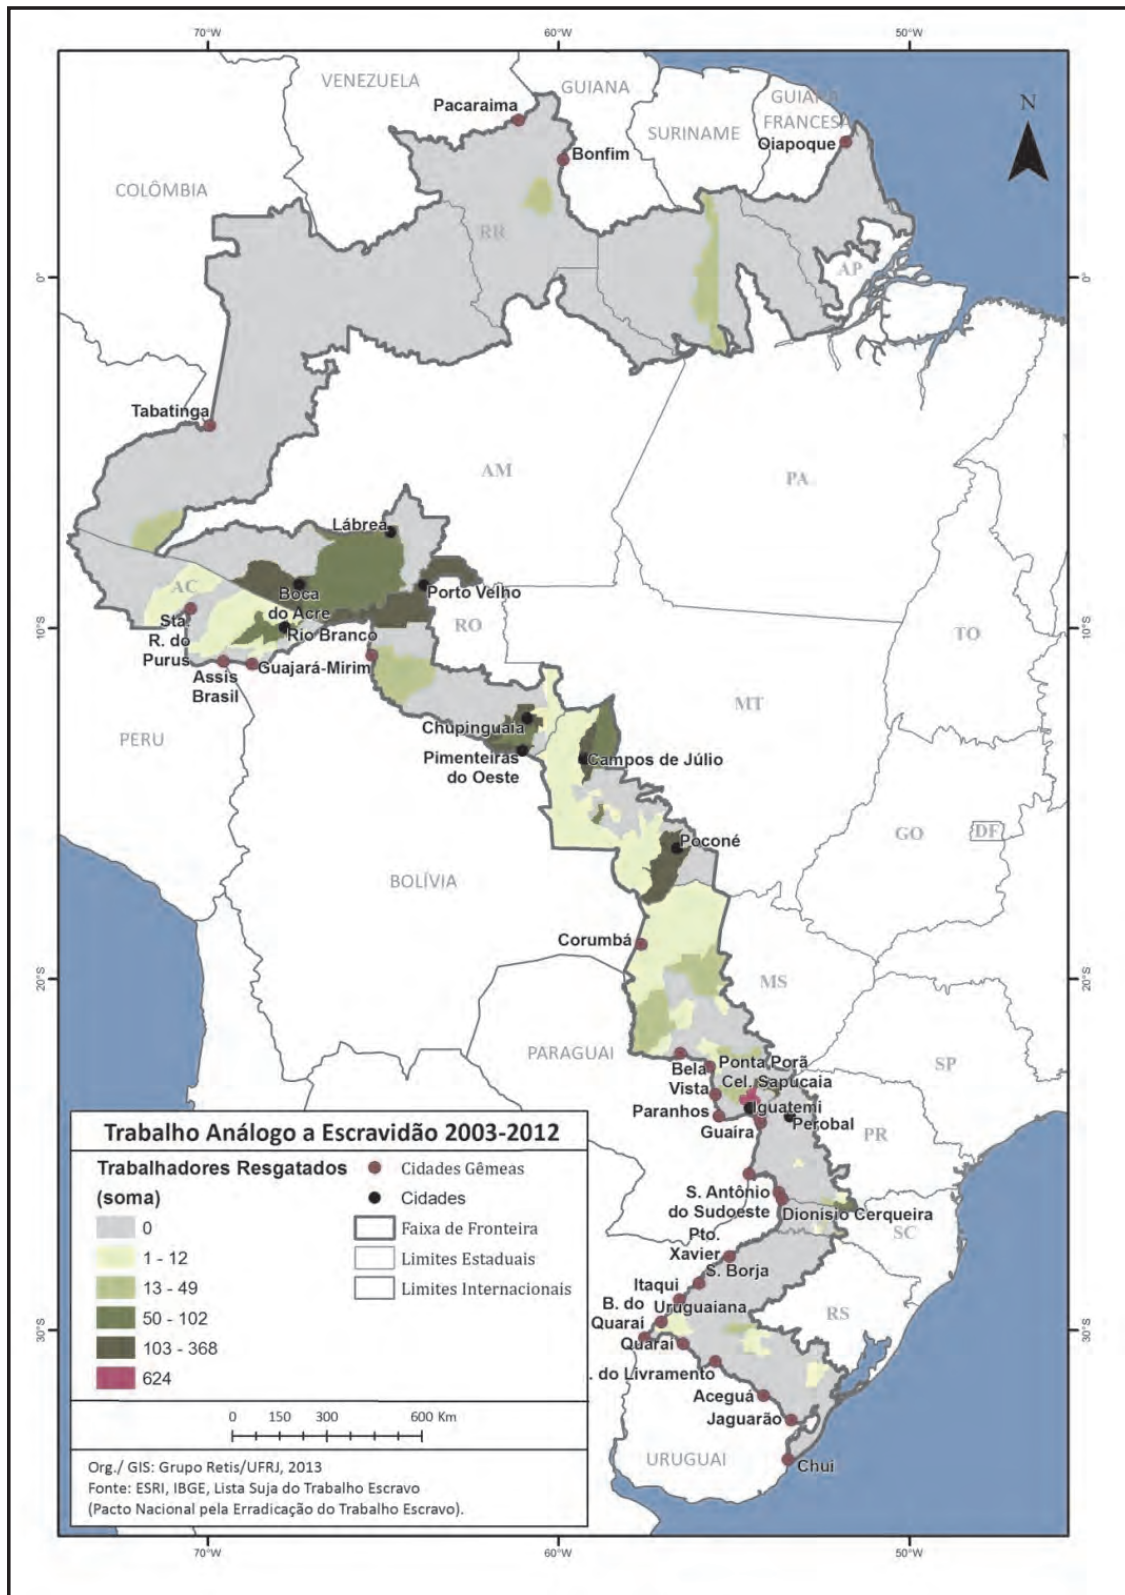 70°W
60°W
50°W
VENEZUELA
GUIANA
Pacaraima
GUIANA
FRANCESA
SURINAME
N
Oiapoque
Bonfim
COLÔMBIA
RR
0°
AP
0°
Tabatinga
AM
PA
Lábrea
AC
Boca
do Acre
Porto Velho
Sta.
R. do
Purus
Rio Branco
RO
10°S
TO
10°S
Assis
Brasil
Guajará-Mirim
MT
PERU
Chupinguaia
Pimenteiras
do Oeste
Campos de Júlio
GO
DF
Poconé
BOLÍVIA
Corumbá
20°S
MS
20°S
PARAGUAI
SP
Bela
Vista
Ponta Porã
Cel. Sapucaia
Paranhos
Iguatemi
Guaíra
Perobal
PR
S. Antônio
do Sudoeste
Dionísio Cerqueira
SC
Pto.
Xavier
S. Borja
Itaqui
B. do
Quaraí
Uruguaiana
RS
30°S
30°S
Quaraí
. do Livramento
Aceguá
Jaguarão
URUGUAI
Chui
Trabalho Análogo a Escravidão 2003-2012
Trabalhadores Resgatados
(soma)
0
1 - 12
13 - 49
50 - 102
103 - 368
624
Cidades Gêmeas
Cidades
Faixa de Fronteira
Limites Estaduais
Limites Internacionais
0 150 300 600 Km
Org./ GIS: Grupo Retis/UFRJ, 2013
Fonte: ESRI, IBGE, Lista Suja do Trabalho Escravo
(Pacto Nacional pela Erradicação do Trabalho Escravo).
70°W
60°W
50°W